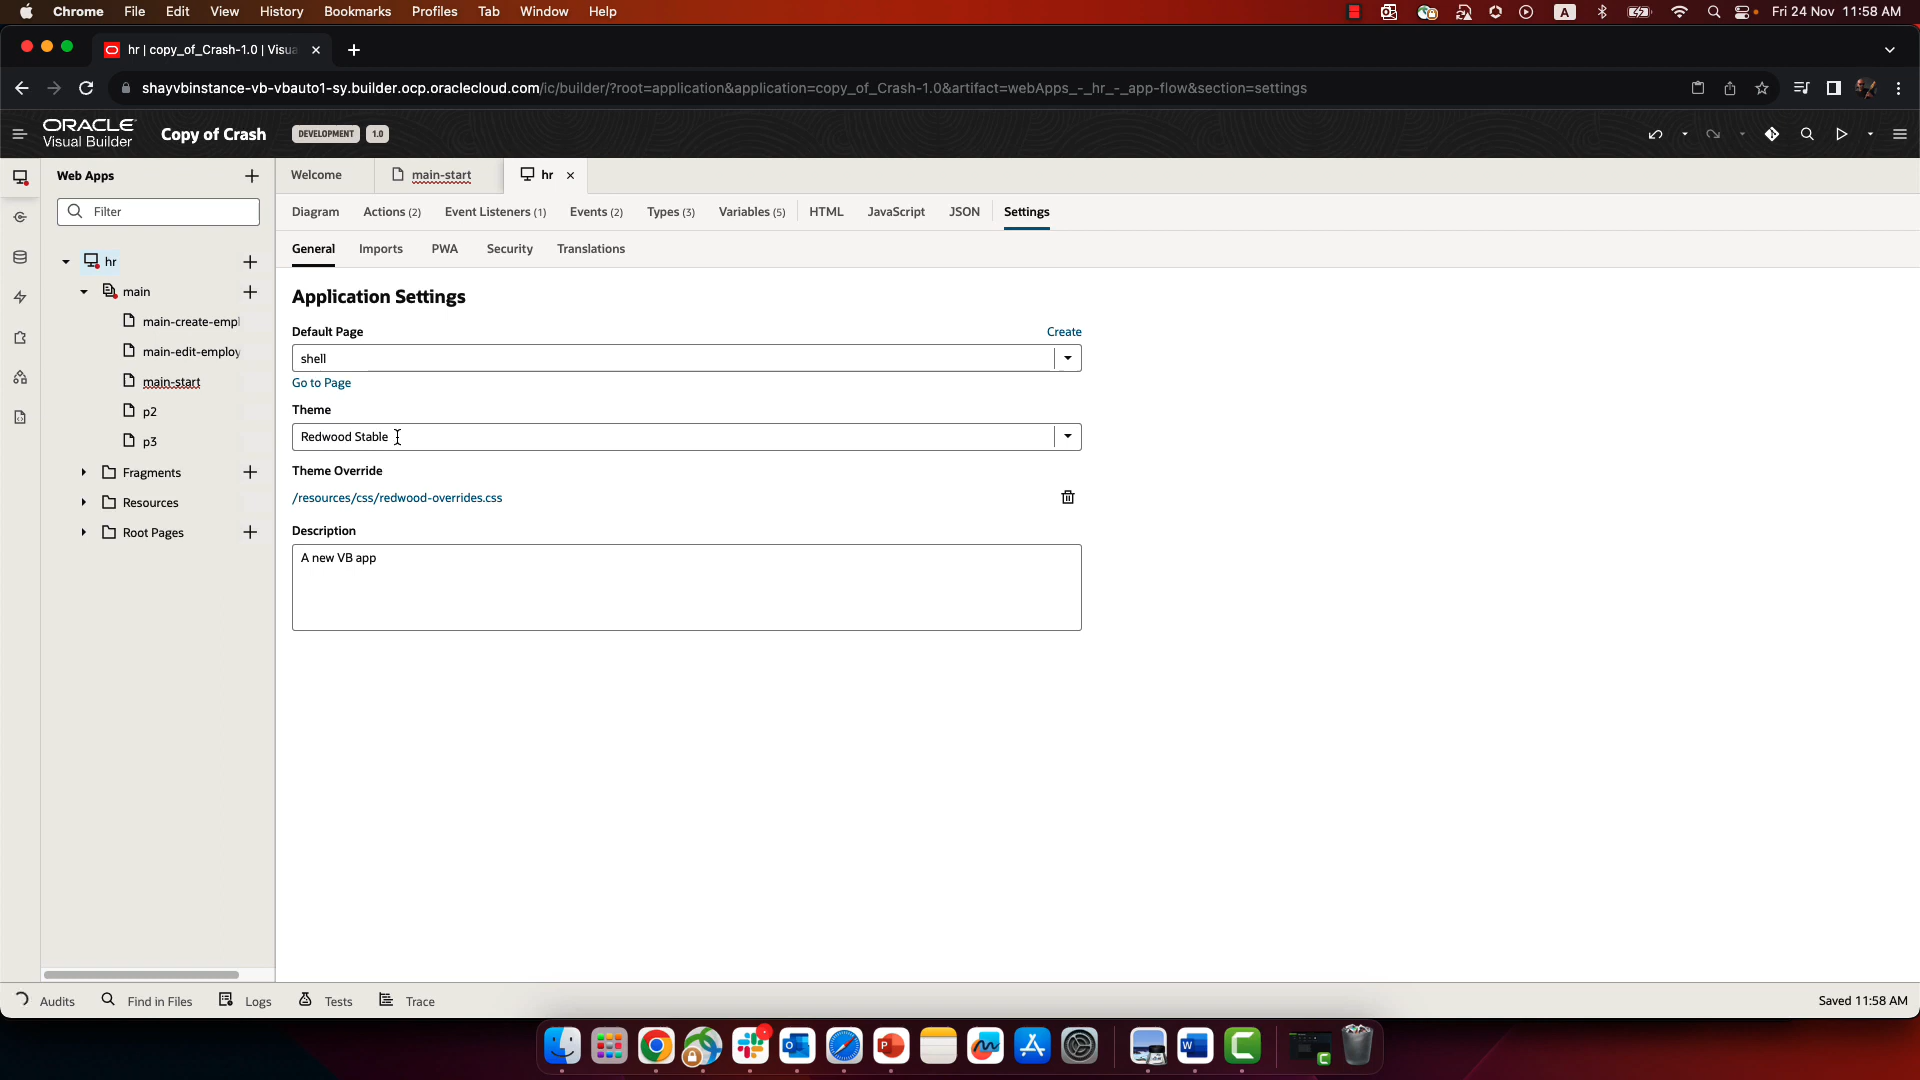 Chrome File Edit View History Bookmarks Profiles Tab Window Help A Fri 24 Nov 11:58 AM
hr | copy_of_Crash-1.0 | Visua
shayvbinstance-vb-vbauto1-sy.builder.ocp.oraclecloud.com/ic/builder/?root=application&application=copy_of_Crash-1.0&artifact=webApps_-_hr_-_app-flow&section=settings
ORACLE
Visual Builder
Copy of Crash DEVELOPMENT 1.0
Web Apps
Welcome main-start hr
Filter
Diagram Actions (2) Event Listeners (1) Events (2) Types (3) Variables (5) HTML JavaScript JSON Settings
General Imports PWA Security Translations
hr
main
main-create-empl
main-edit-employ
main-start
p2
p3
Fragments
Resources
Root Pages
Application Settings
Default Page Create
shell
Go to Page
Theme
Redwood Stable
Theme Override
/resources/css/redwood-overrides.css
Description
A new VB app
Audits Find in Files Logs Tests Trace Saved 11:58 AM